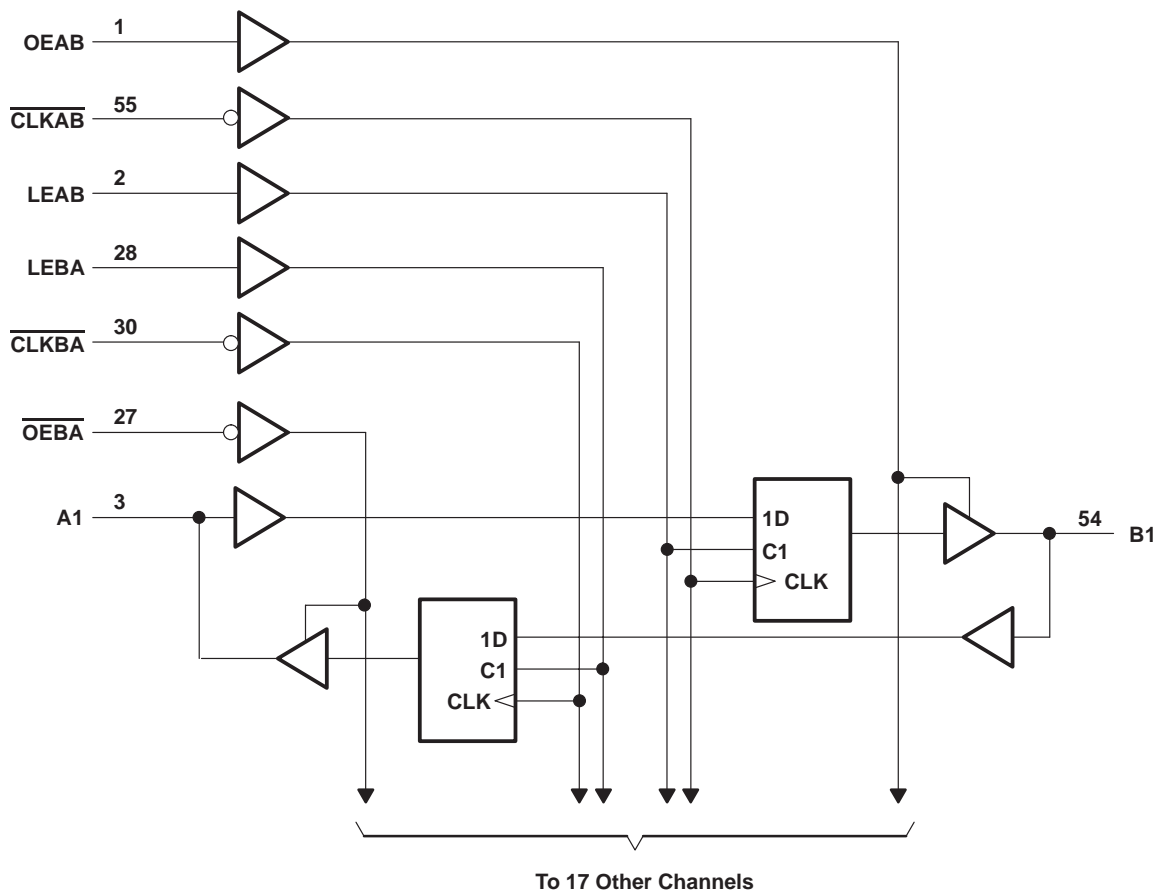 OEAB 1
CLKAB 55
LEAB 2
LEBA 28
CLKBA 30
OEBA 27
A1 3
1D
C1
CLK
54 B1
1D
C1
CLK
To 17 Other Channels